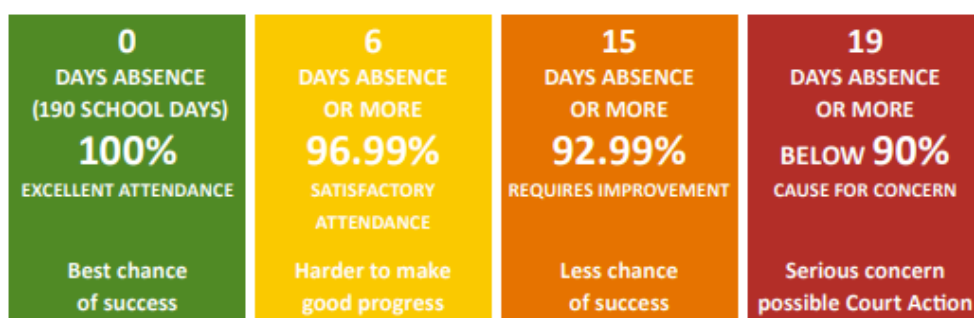 0
DAYS ABSENCE
(190 SCHOOL DAYS)
100%
EXCELLENT ATTENDANCE
Best chance
of success
6
DAYS ABSENCE
OR MORE
96.99%
SATISFACTORY
ATTENDANCE
Harder to make
good progress
15
DAYS ABSENCE
OR MORE
92.99%
REQUIRES IMPROVEMENT
Less chance
of success
19
DAYS ABSENCE
OR MORE
BELOW 90%
CAUSE FOR CONCERN
Serious concern
possible Court Action